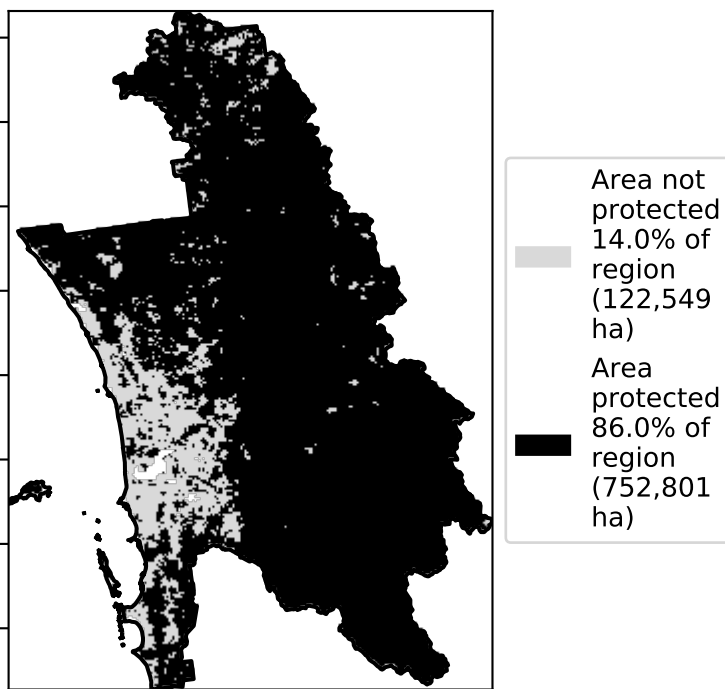 Area not
protected
14.0% of
region
(122,549
ha)
Area
protected
86.0% of
region
(752,801
ha)